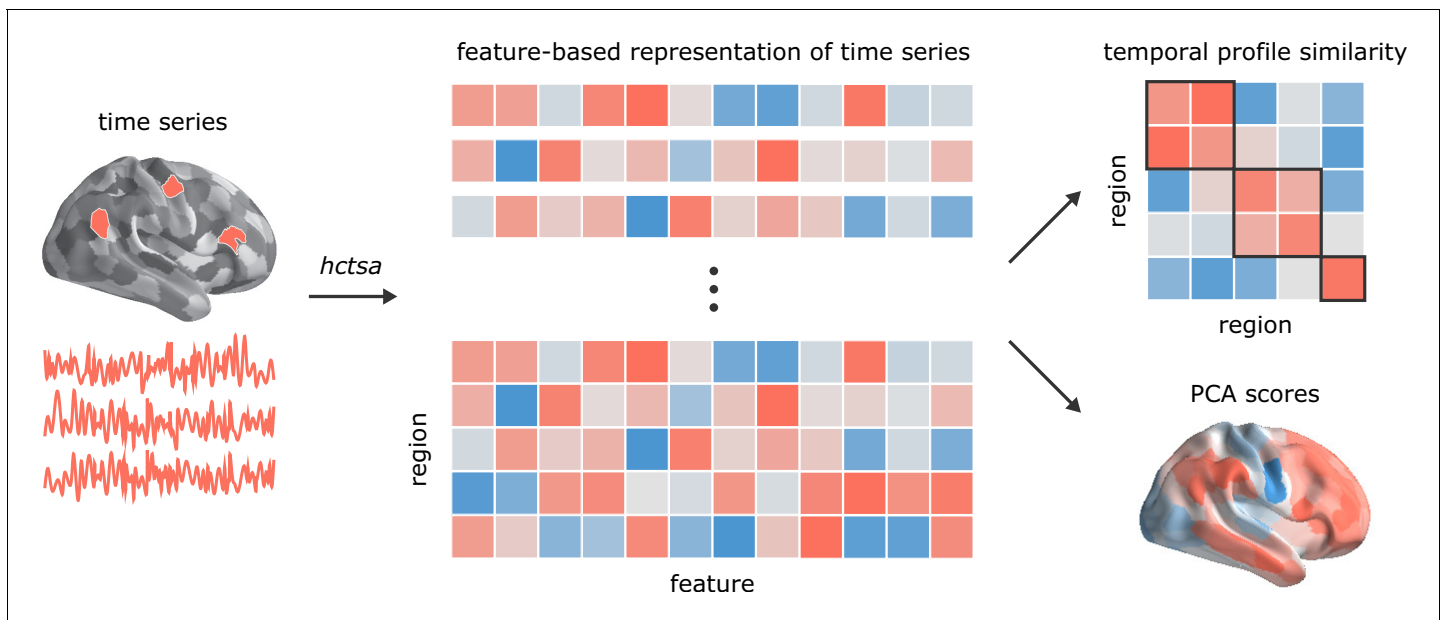 time series
hctsa
feature-based representation of time series
region
feature
temporal profile similarity
region
region
PCA scores